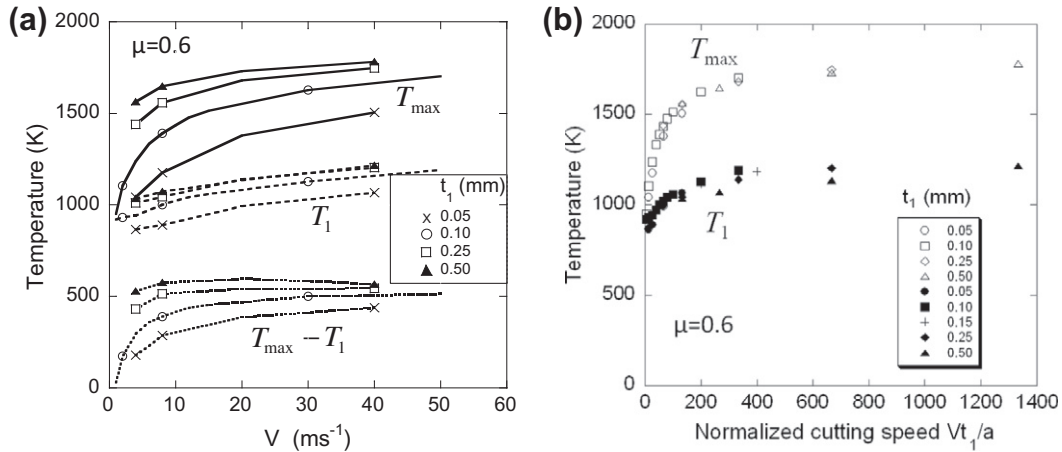 (a)
2000
1500
1000
500
0
Temperature (K)
μ=0.6
T_max
T_1
T_max – T_1
t_1 (mm)
0.05
0.10
0.25
0.50
0 10 20 30 40 50 60
V (ms⁻¹)
(b)
2000
1500
1000
500
0
Temperature (K)
T_max
T_1
μ=0.6
t_1 (mm)
0.05
0.10
0.25
0.50
0.05
0.10
0.15
0.25
0.50
0 200 400 600 800 1000 1200 1400
Normalized cutting speed Vt_1/a